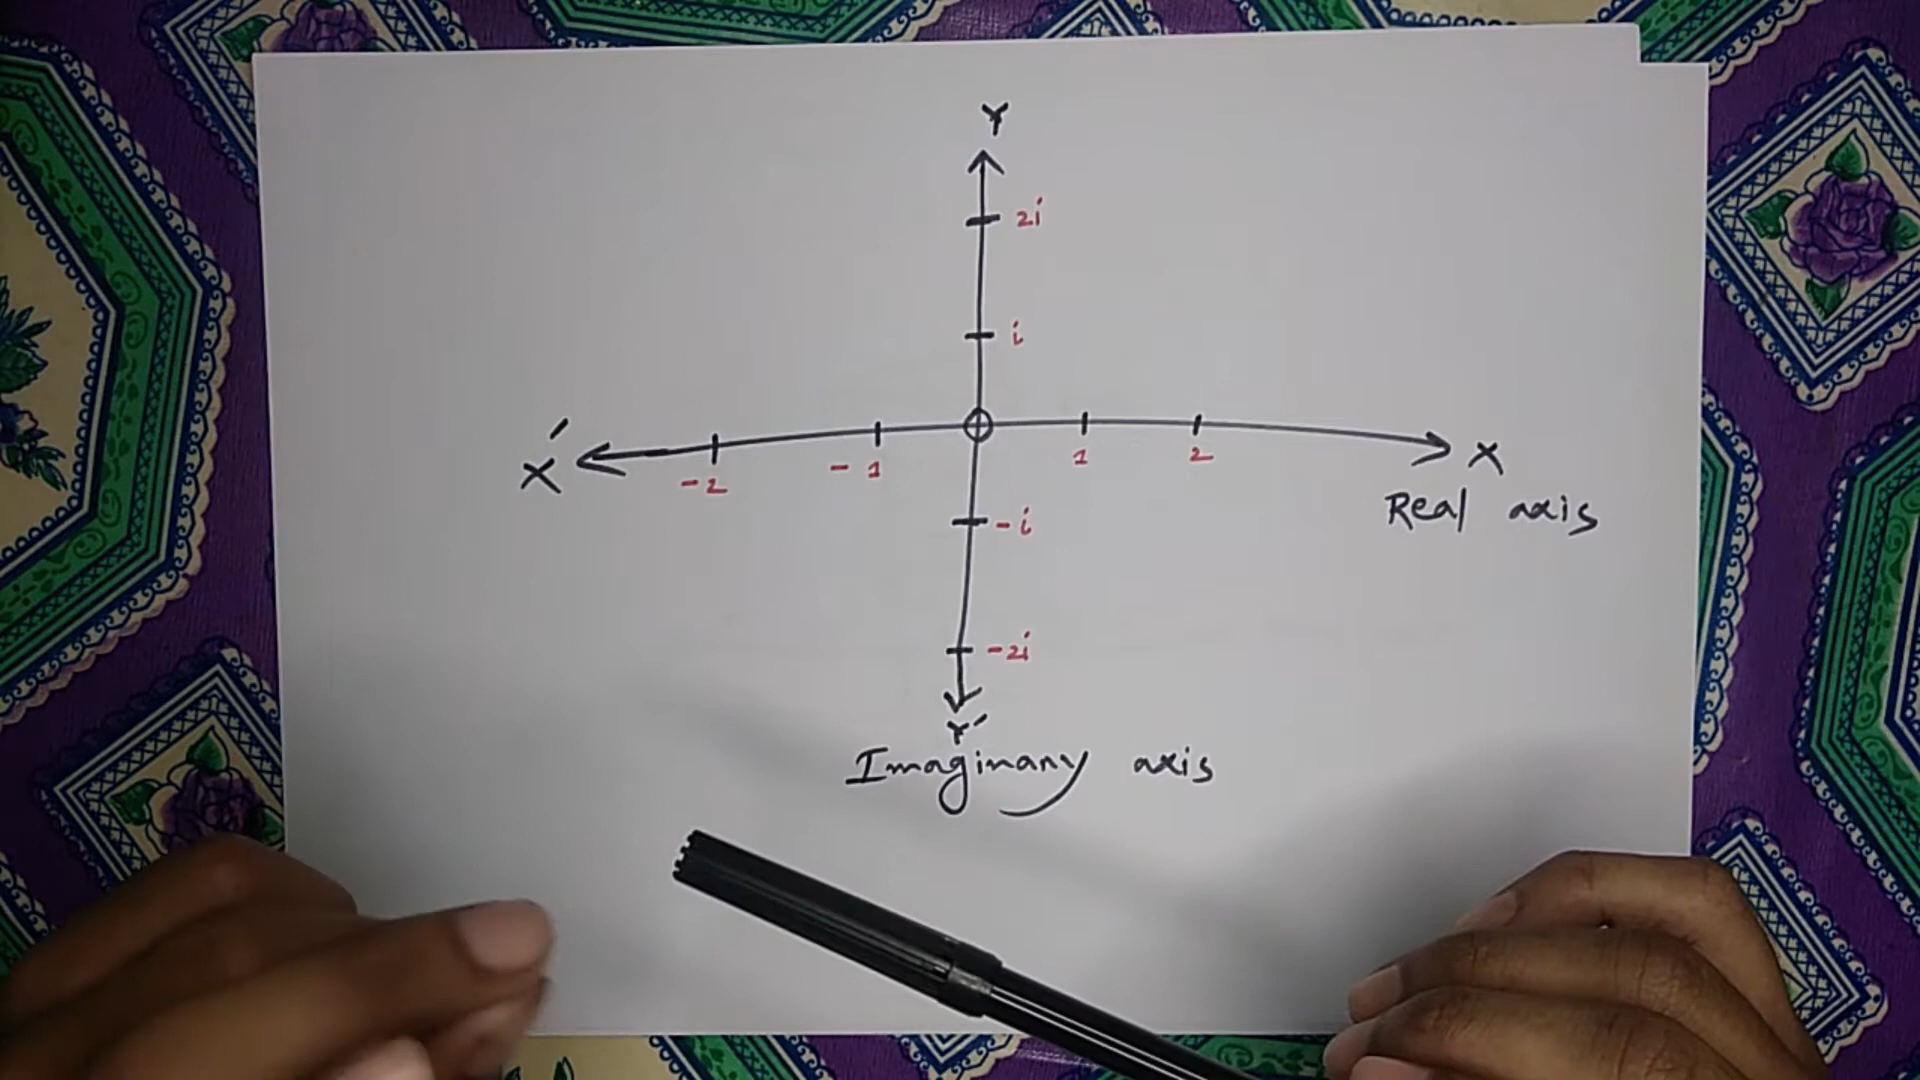 Y
2i
i
X'
-2
-1
1
2
X
Real axis
-i
-2i
Y'
Imaginary axis